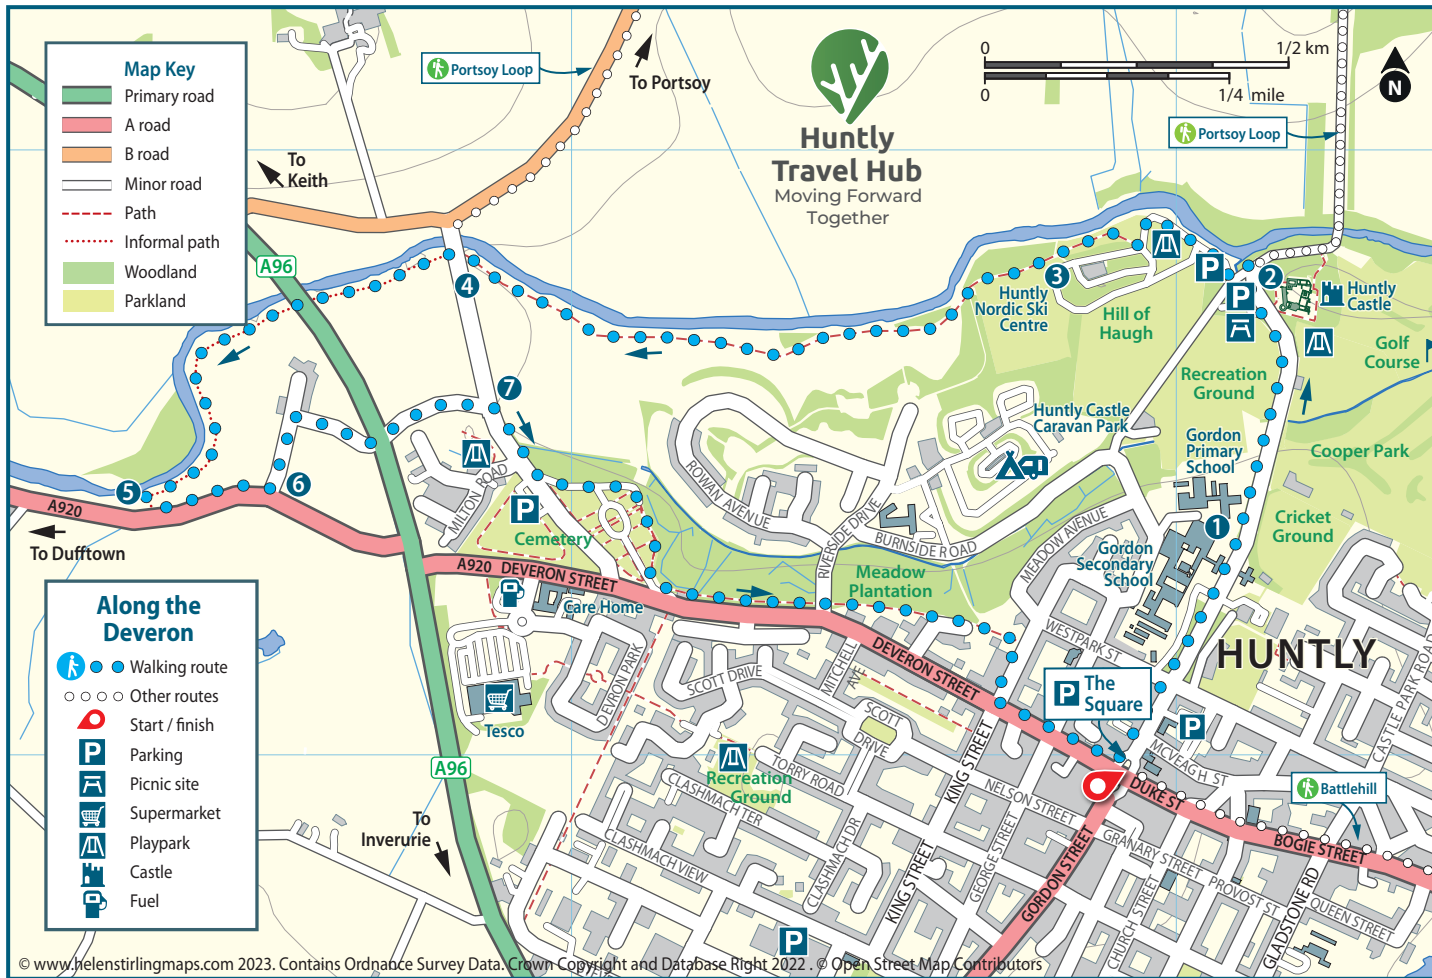 Map Key
Primary road
A road
B road
Minor road
Path
Informal path
Woodland
Parkland
To
Keith
Portsoy Loop
To Portsoy
Huntly
Travel Hub
Moving Forward
Together
0
1/2 km
0
1/4 mile
N
Portsoy Loop
A96
4
3
2
Huntly
Nordic Ski
Centre
Hill of
Haugh
P
P
Huntly
Castle
Golf
Course
Recreation
Ground
7
Huntly Castle
Caravan Park
Gordon
Primary
School
Cooper Park
5
6
A920
To Dufftown
MILTON ROAD
P
Cemetery
ROWAN AVENUE
RIVERSIDE DRIVE
BURNSIDE ROAD
MEADOW AVENUE
1
Cricket
Ground
Gordon
Secondary
School
A920 DEVERON STREET
Care Home
Meadow
Plantation
Along the
Deveron
Walking route
Other routes
Start / finish
P
Parking
Picnic site
Supermarket
Playpark
Castle
Fuel
WESTPARK ST
HUNTLY
DEVERON STREET
DEVRON PARK
SCOTT DRIVE
MITCHELL
AVE
SCOTT
DRIVE
P
The
Square
P
CASTLE PARK ROAD
Tesco
A96
MCVEAGH ST
KING STREET
TORRY ROAD
Recreation
Ground
NELSON STREET
DUKE ST
Battlehill
To
Inverurie
CLASHMACH TER
CLASHMACH VIEW
CLASHMACH DR
KING STREET
GEORGE STREET
GORDON STREET
GRANARY STREET
CHURCH STREET
PROVOST ST
BOGIE STREET
GLADSTONE RD
QUEEN STREET
P
© www.helenstirlingmaps.com 2023. Contains Ordnance Survey Data. Crown Copyright and Database Right 2022 . © Open Street Map Contributors